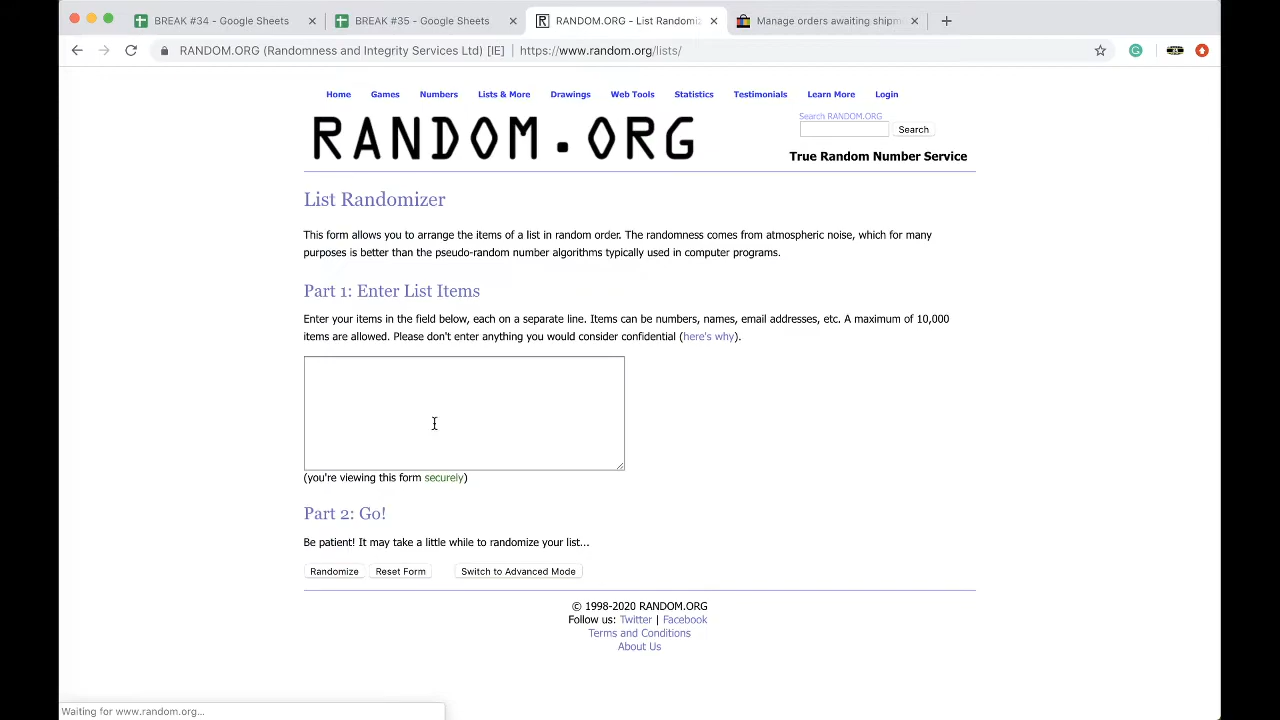 BREAK #34 - Google Sheets
BREAK #35 - Google Sheets
RANDOM.ORG - List Randomi
Manage orders awaiting shipm
RANDOM.ORG (Randomness and Integrity Services Ltd) [IE] https://www.random.org/lists/
Home Games Numbers Lists & More Drawings Web Tools Statistics Testimonials Learn More Login
RANDOM.ORG
Search RANDOM.ORG
Search
True Random Number Service
List Randomizer
This form allows you to arrange the items of a list in random order. The randomness comes from atmospheric noise, which for many
purposes is better than the pseudo-random number algorithms typically used in computer programs.
Part 1: Enter List Items
Enter your items in the field below, each on a separate line. Items can be numbers, names, email addresses, etc. A maximum of 10,000
items are allowed. Please don't enter anything you would consider confidential (here's why).
(you're viewing this form securely)
Part 2: Go!
Be patient! It may take a little while to randomize your list...
Randomize Reset Form Switch to Advanced Mode
© 1998-2020 RANDOM.ORG
Follow us: Twitter | Facebook
Terms and Conditions
About Us
Waiting for www.random.org...